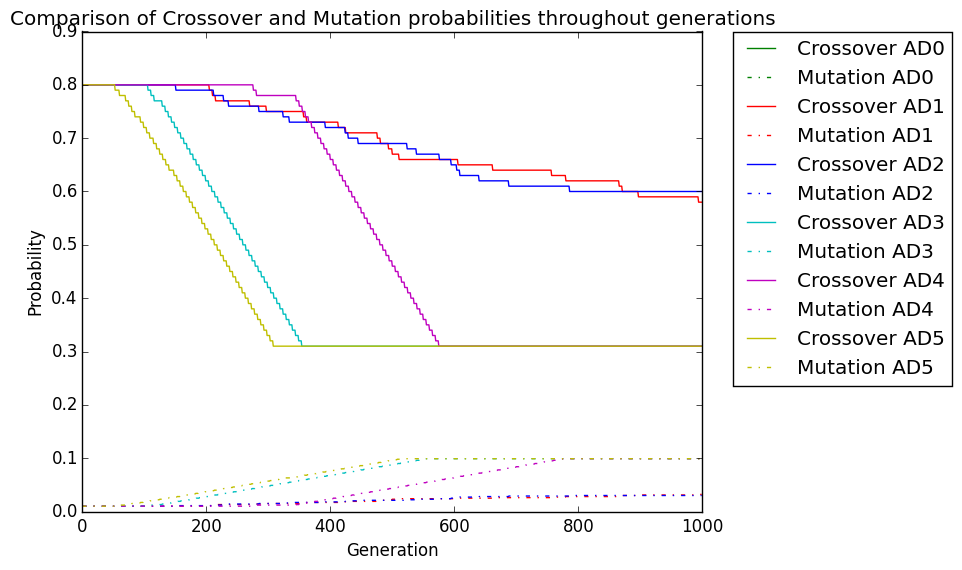 Comparison of Crossover and Mutation probabilities throughout generations
0.9
0.8
0.7
0.6
0.5
0.4
0.3
0.2
0.1
0.0
Probability
0
200
400
600
800
1000
Generation
Crossover AD0
Mutation AD0
Crossover AD1
Mutation AD1
Crossover AD2
Mutation AD2
Crossover AD3
Mutation AD3
Crossover AD4
Mutation AD4
Crossover AD5
Mutation AD5